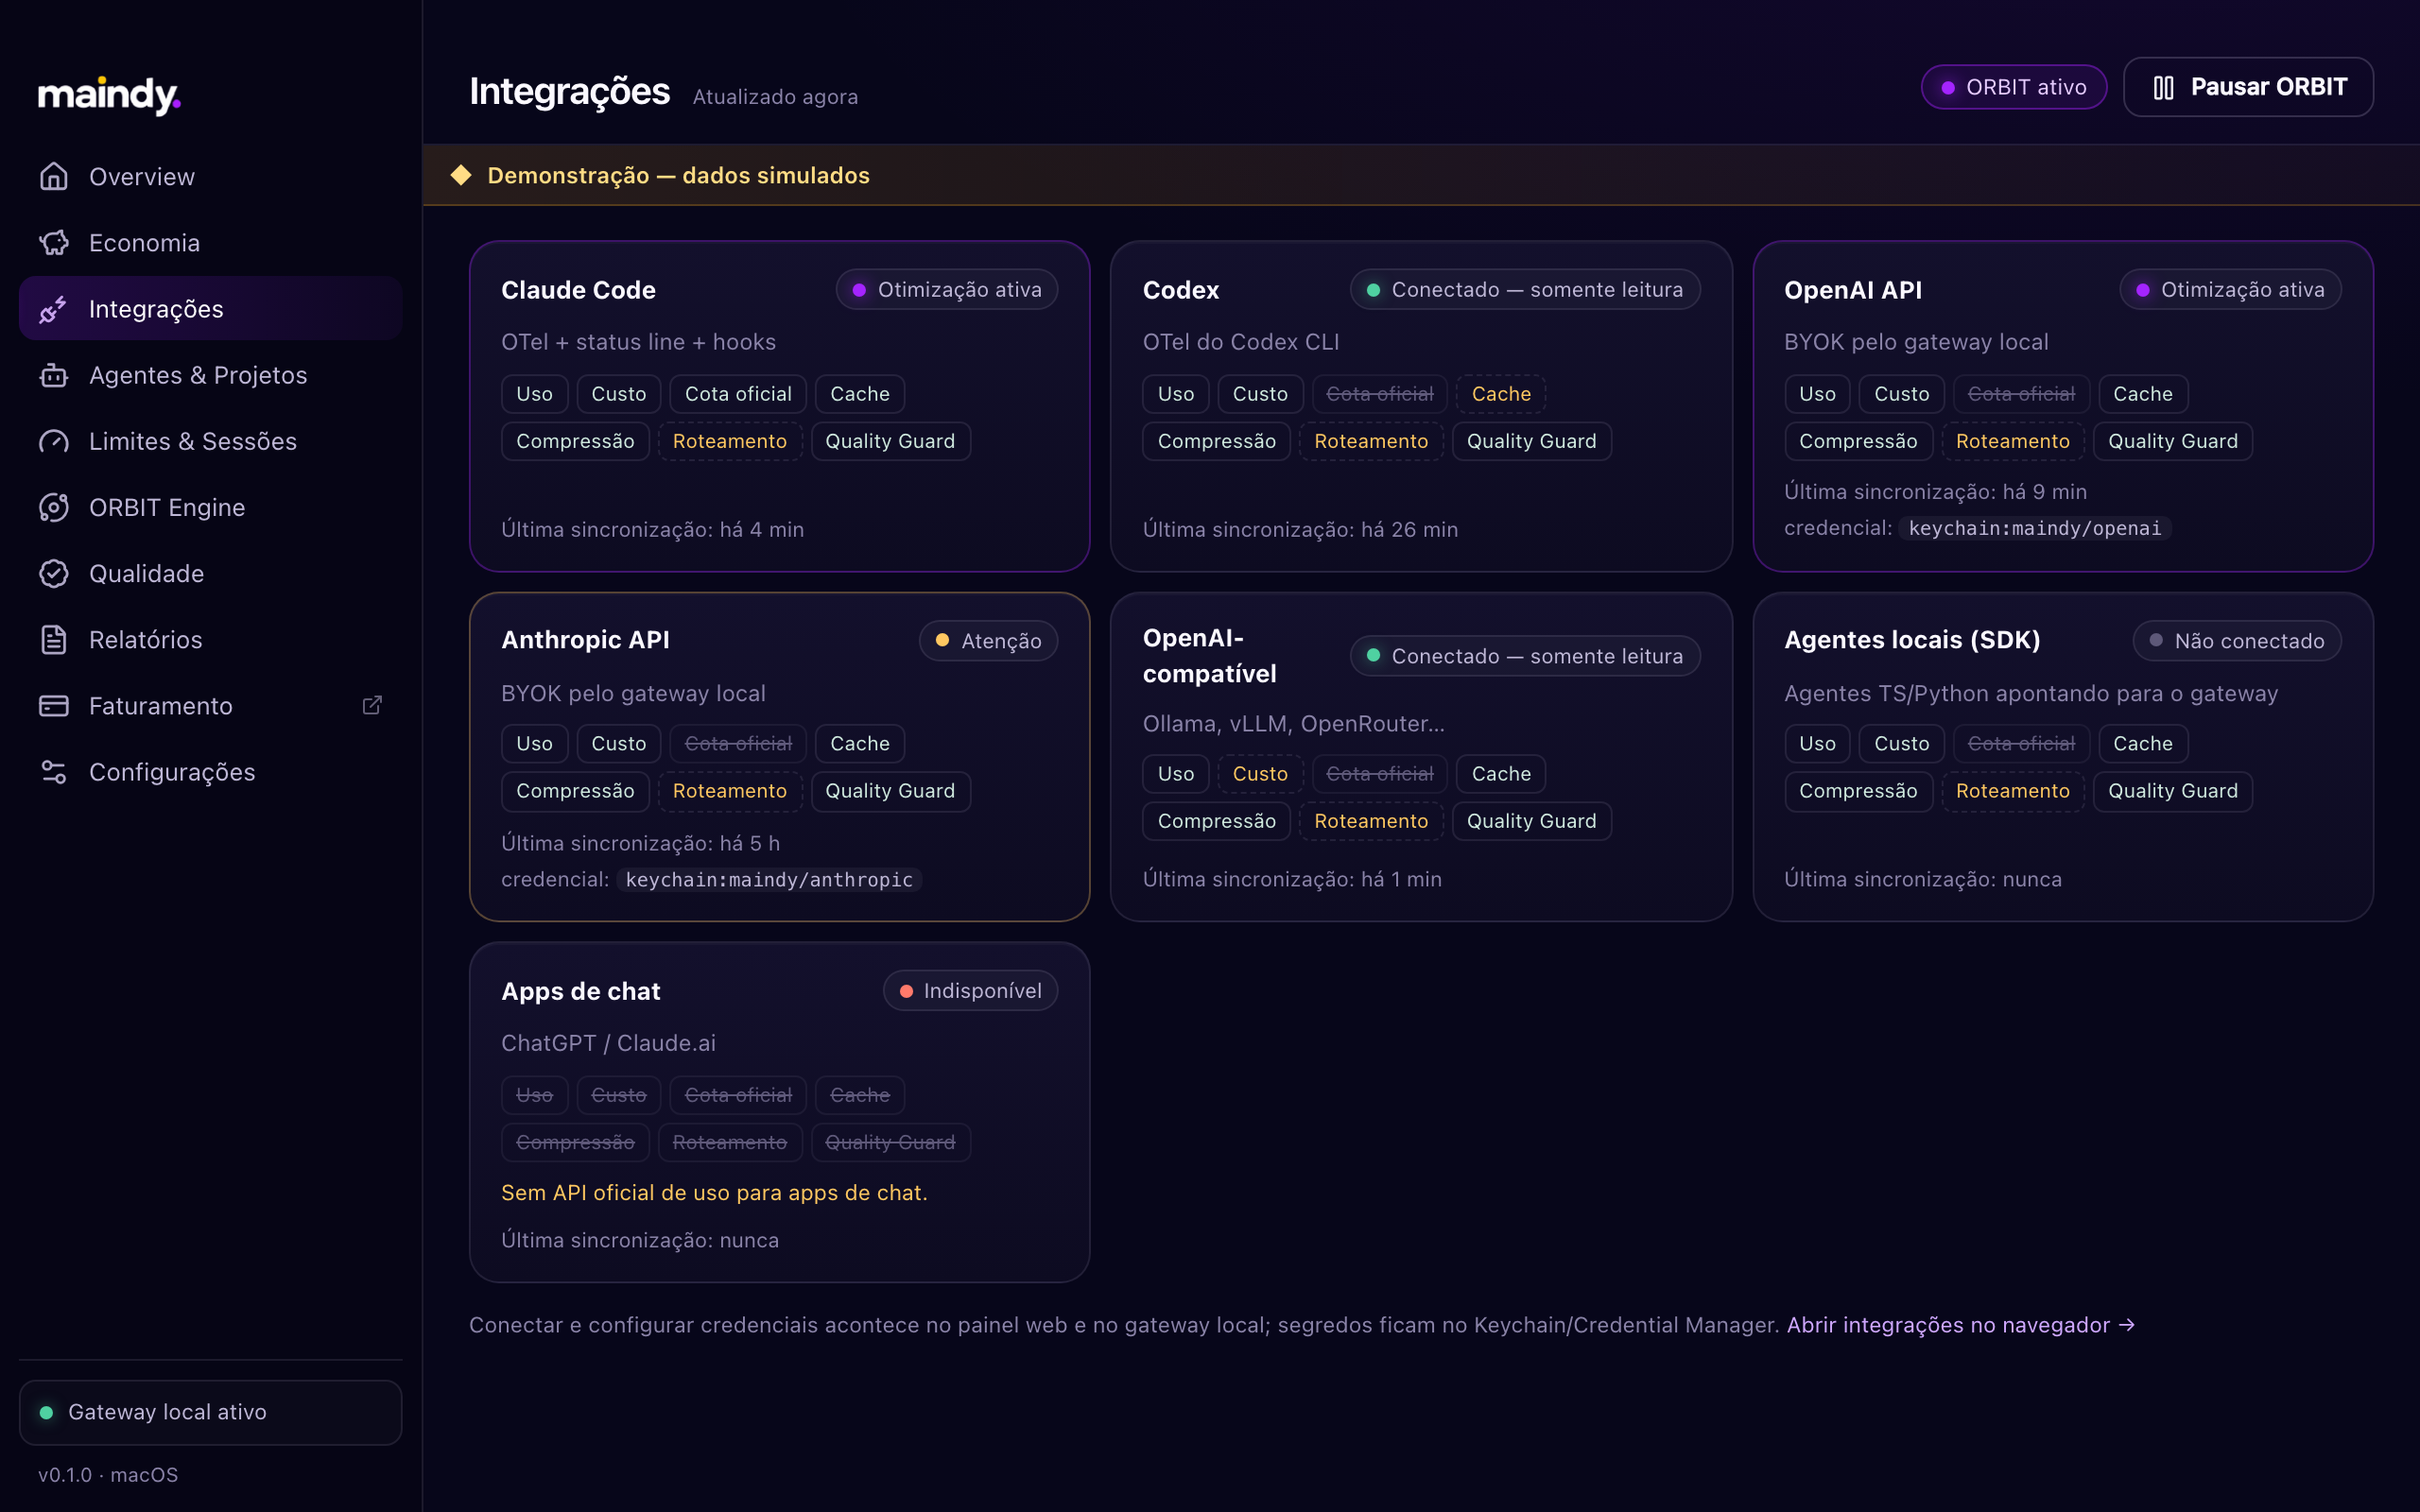 maindy.
Overview
Economia
Integrações
Agentes & Projetos
Limites & Sessões
ORBIT Engine
Qualidade
Relatórios
Faturamento
Configurações
Gateway local ativo
v0.1.0 · macOS
Integrações Atualizado agora
ORBIT ativo
Pausar ORBIT
Demonstração — dados simulados
Claude Code Otimização ativa
OTel + status line + hooks
Uso Custo Cota oficial Cache
Compressão Roteamento Quality Guard
Última sincronização: há 4 min
Codex Conectado — somente leitura
OTel do Codex CLI
Uso Custo Cota oficial Cache
Compressão Roteamento Quality Guard
Última sincronização: há 26 min
OpenAI API Otimização ativa
BYOK pelo gateway local
Uso Custo Cota oficial Cache
Compressão Roteamento Quality Guard
Última sincronização: há 9 min
credencial: keychain:maindy/openai
Anthropic API Atenção
BYOK pelo gateway local
Uso Custo Cota oficial Cache
Compressão Roteamento Quality Guard
Última sincronização: há 5 h
credencial: keychain:maindy/anthropic
OpenAI-
compatível
Conectado — somente leitura
Ollama, vLLM, OpenRouter...
Uso Custo Cota oficial Cache
Compressão Roteamento Quality Guard
Última sincronização: há 1 min
Agentes locais (SDK) Não conectado
Agentes TS/Python apontando para o gateway
Uso Custo Cota oficial Cache
Compressão Roteamento Quality Guard
Última sincronização: nunca
Apps de chat Indisponível
ChatGPT / Claude.ai
Uso Custo Cota oficial Cache
Compressão Roteamento Quality Guard
Sem API oficial de uso para apps de chat.
Última sincronização: nunca
Conectar e configurar credenciais acontece no painel web e no gateway local; segredos ficam no Keychain/Credential Manager. Abrir integrações no navegador →